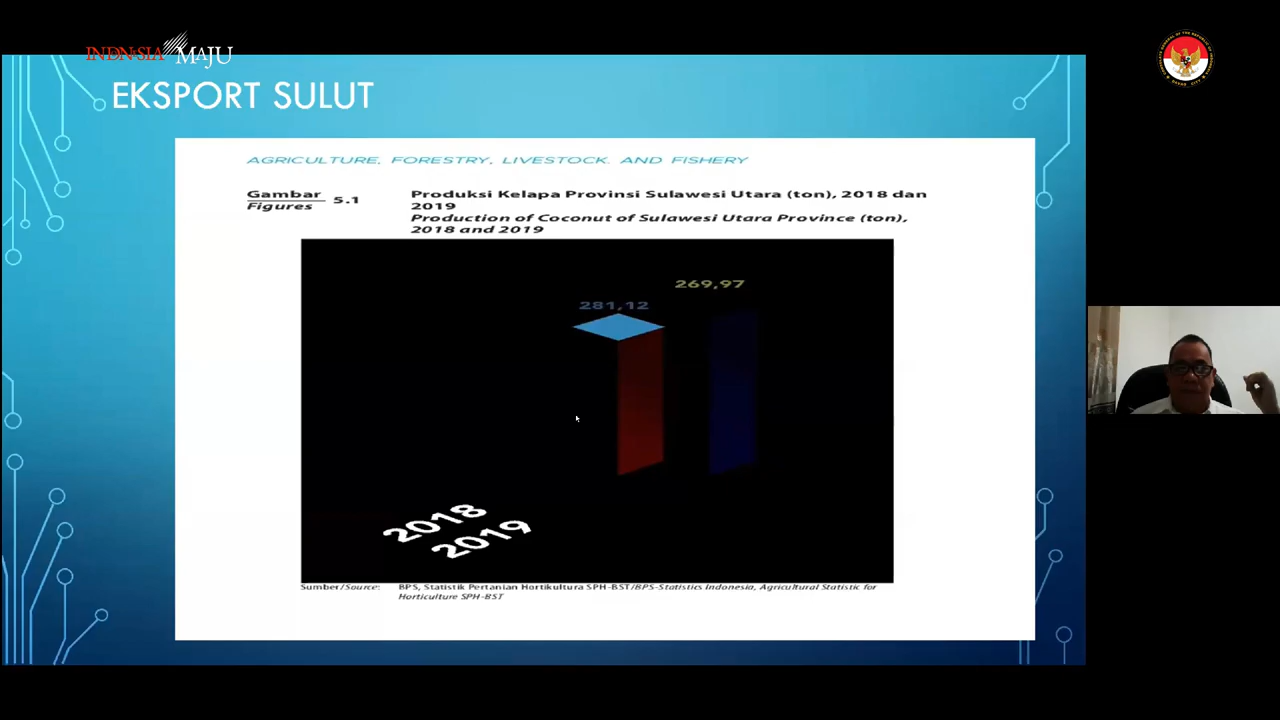 INDNSIA MAJU
EKSPORT SULUT
AGRICULTURE, FORESTRY, LIVESTOCK. AND FISHERY
Gambar
Figures
5.1
Produksi Kelapa Provinsi Sulawesi Utara (ton), 2018 dan
2019
Production of Coconut of Sulawesi Utara Province (ton),
2018 and 2019
269,97
281,12
2018
2019
Sumber/Source: BPS, Statistik Pertanian Hortikultura SPH-BST/BPS-Statistics Indonesia, Agricultural Statistic for
Horticulture SPH-BST